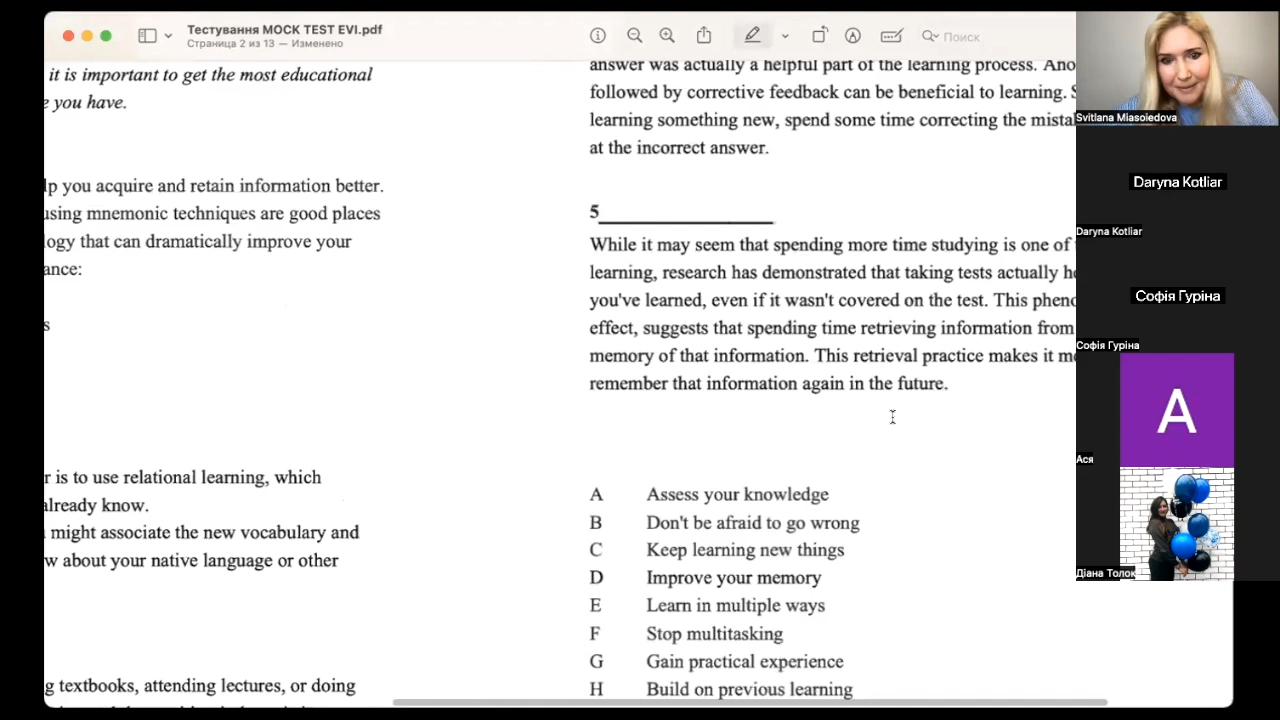 Тестування MOCK TEST EVI.pdf
Страница 2 из 13 — Изменено
Поиск
it is important to get the most educational
e you have.
lp you acquire and retain information better.
using mnemonic techniques are good places
logy that can dramatically improve your
ance:
s
r is to use relational learning, which
already know.
might associate the new vocabulary and
w about your native language or other
g textbooks, attending lectures, or doing
answer was actually a helpful part of the learning process. Ano
followed by corrective feedback can be beneficial to learning. S
learning something new, spend some time correcting the mistak
at the incorrect answer.
5
While it may seem that spending more time studying is one of
learning, research has demonstrated that taking tests actually he
you've learned, even if it wasn't covered on the test. This pheno
effect, suggests that spending time retrieving information from
memory of that information. This retrieval practice makes it mo
remember that information again in the future.
A Assess your knowledge
B Don't be afraid to go wrong
C Keep learning new things
D Improve your memory
E Learn in multiple ways
F Stop multitasking
G Gain practical experience
H Build on previous learning
Svitlana Miasoiedova
Daryna Kotliar
Daryna Kotliar
Софія Гуріна
Софія Гуріна
A
Ася
Діана Толок